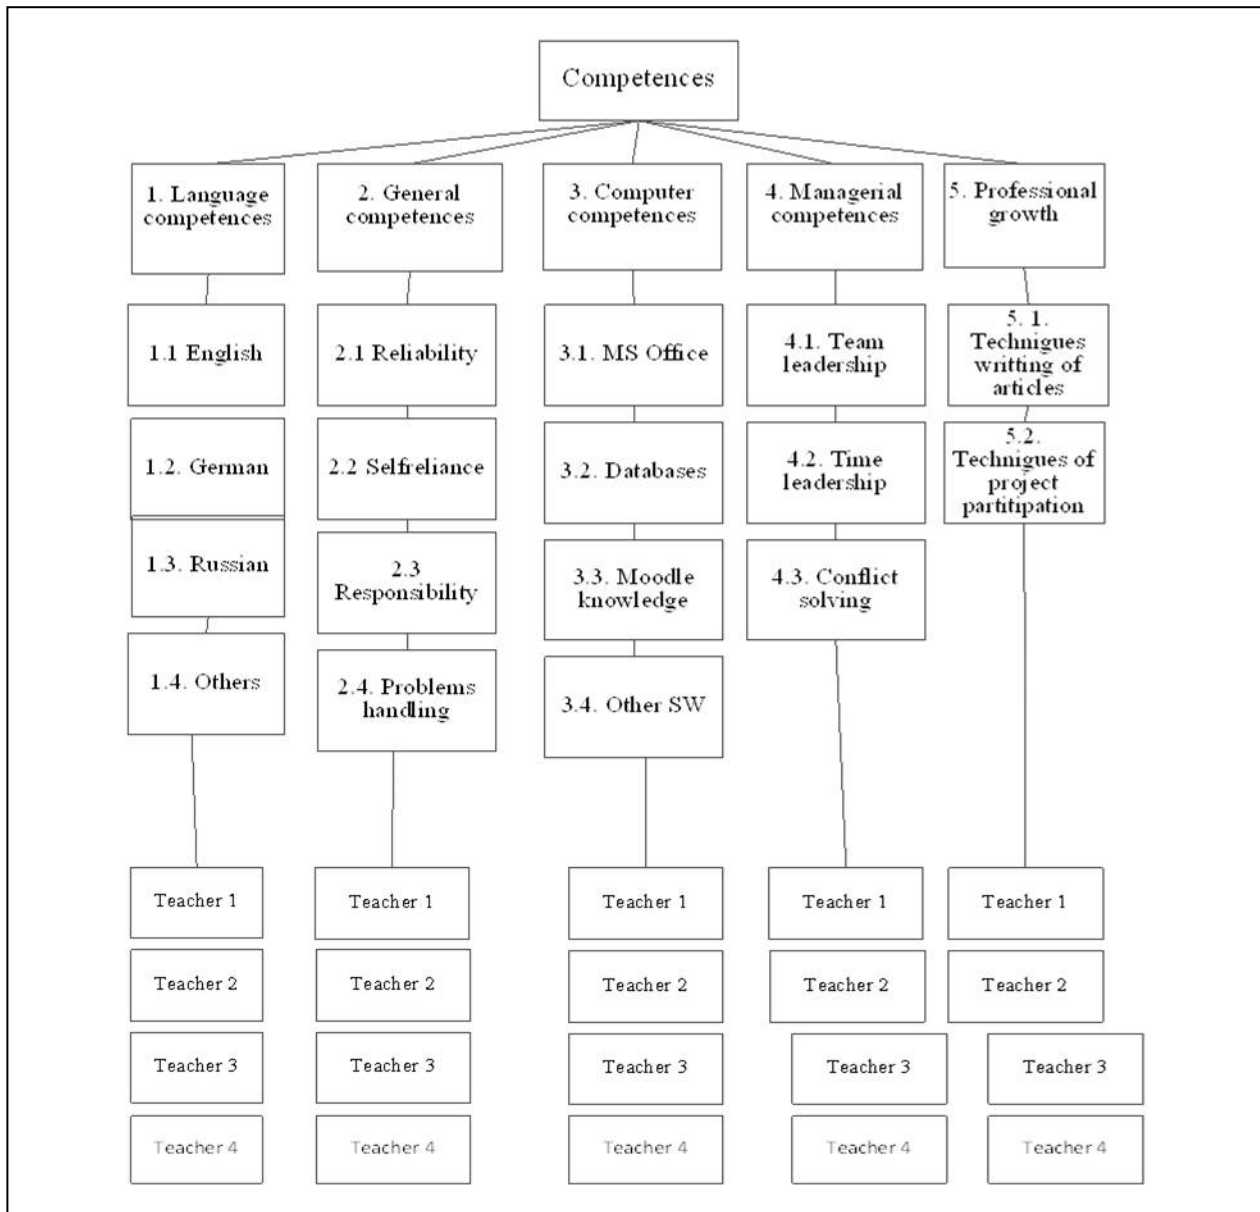 Competences
1. Language
competences
2. General
competences
3. Computer
competences
4. Managerial
competences
5. Professional
growth
1.1 English
2.1 Reliability
3.1. MS Office
4.1. Team
leadership
5. 1.
Technigues
writting of
articles
1.2. German
2.2 Selfreliance
3.2. Databases
4.2. Time
leadership
5.2.
Technigues of
project
partitipation
1.3. Russian
2.3
Responsibility
3.3. Moodle
knowledge
4.3. Conflict
solving
1.4. Others
2.4. Problems
handling
3.4. Other SW
Teacher 1
Teacher 1
Teacher 1
Teacher 1
Teacher 1
Teacher 2
Teacher 2
Teacher 2
Teacher 2
Teacher 2
Teacher 3
Teacher 3
Teacher 3
Teacher 3
Teacher 3
Teacher 4
Teacher 4
Teacher 4
Teacher 4
Teacher 4